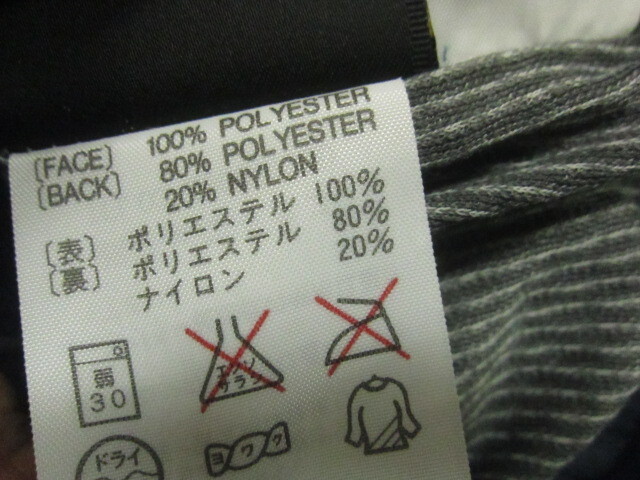 [FACE] 100% POLYESTER
[BACK] 80% POLYESTER
20% NYLON
[表] ポリエステル 100%
[裏] ポリエステル 80%
ナイロン 20%
弱
30
エンソ
サラシ
ドライ
ヨワク